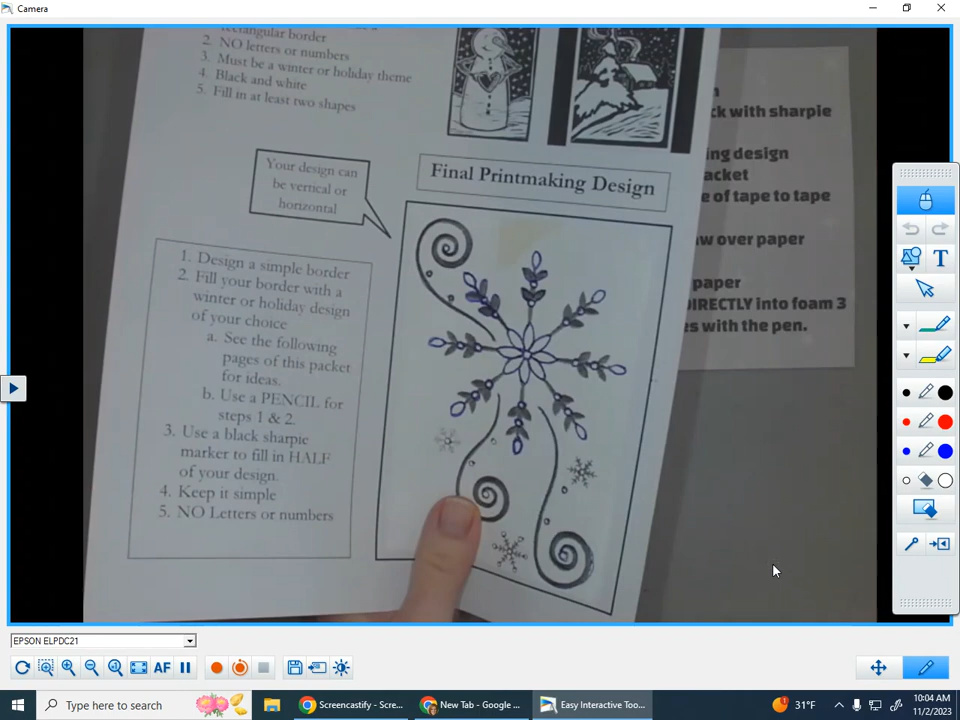 Camera
Rectangular border
2. NO letters or numbers
3. Must be a winter or holiday theme
4. Black and white
5. Fill in at least two shapes
Your design can
be vertical or
horizontal
Final Printmaking Design
1. Design a simple border
2. Fill your border with a
winter or holiday design
of your choice
a. See the following
pages of this packet
for ideas.
b. Use a PENCIL for
steps 1 & 2.
3. Use a black sharpie
marker to fill in HALF
of your design.
4. Keep it simple
5. NO Letters or numbers
ck with sharpie
ing design
acket
e of tape to tape
aw over paper
paper
DIRECTLY into foam 3
es with the pen.
T
EPSON ELPDC21
AF
Type here to search
Screencastify - Scre...
New Tab - Google ...
Easy Interactive Too...
31°F
10:04 AM
11/2/2023